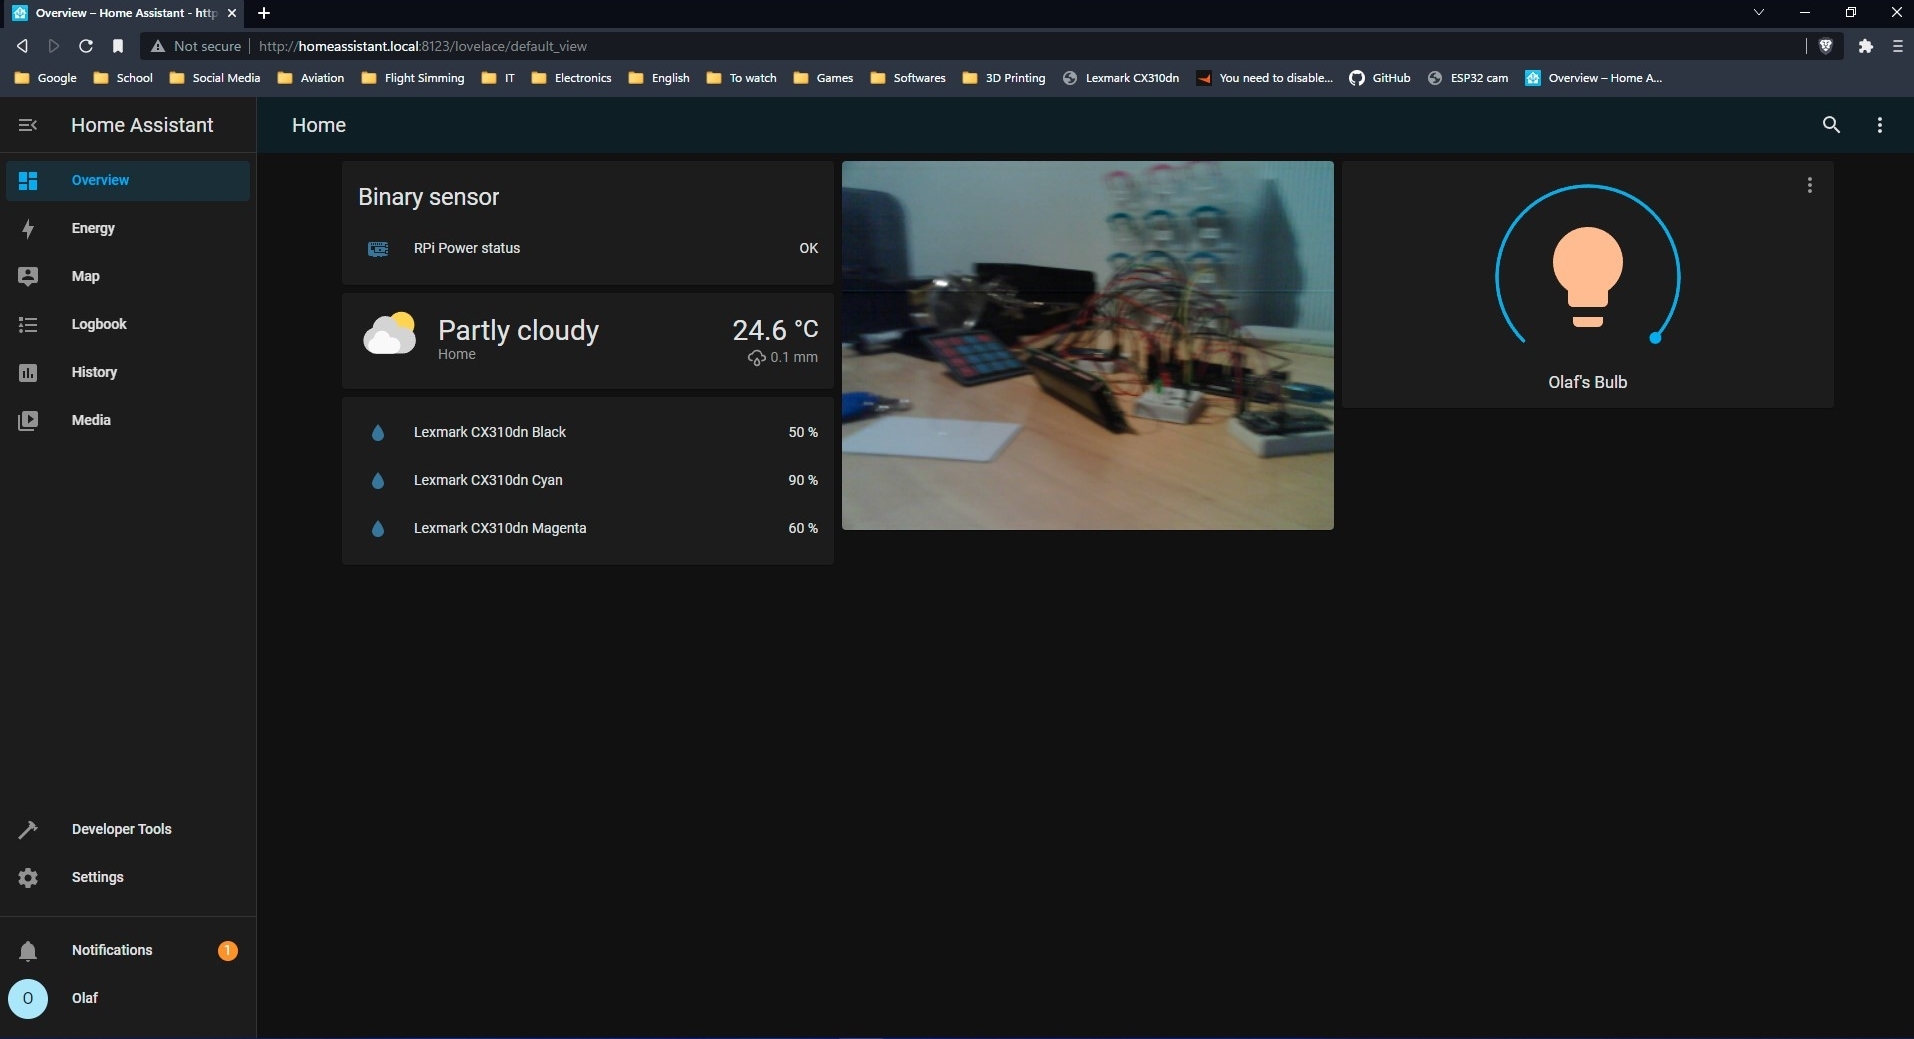 Overview – Home Assistant - http
Not secure
http://homeassistant.local:8123/lovelace/default_view
Google School Social Media Aviation Flight Simming IT Electronics English To watch Games Softwares 3D Printing Lexmark CX310dn You need to disable... GitHub ESP32 cam Overview – Home A...
Home Assistant
Overview
Energy
Map
Logbook
History
Media
Developer Tools
Settings
Notifications 1
O Olaf
Home
Binary sensor
RPi Power status OK
Partly cloudy 24.6 °C
Home 0.1 mm
Lexmark CX310dn Black 50 %
Lexmark CX310dn Cyan 90 %
Lexmark CX310dn Magenta 60 %
Olaf's Bulb